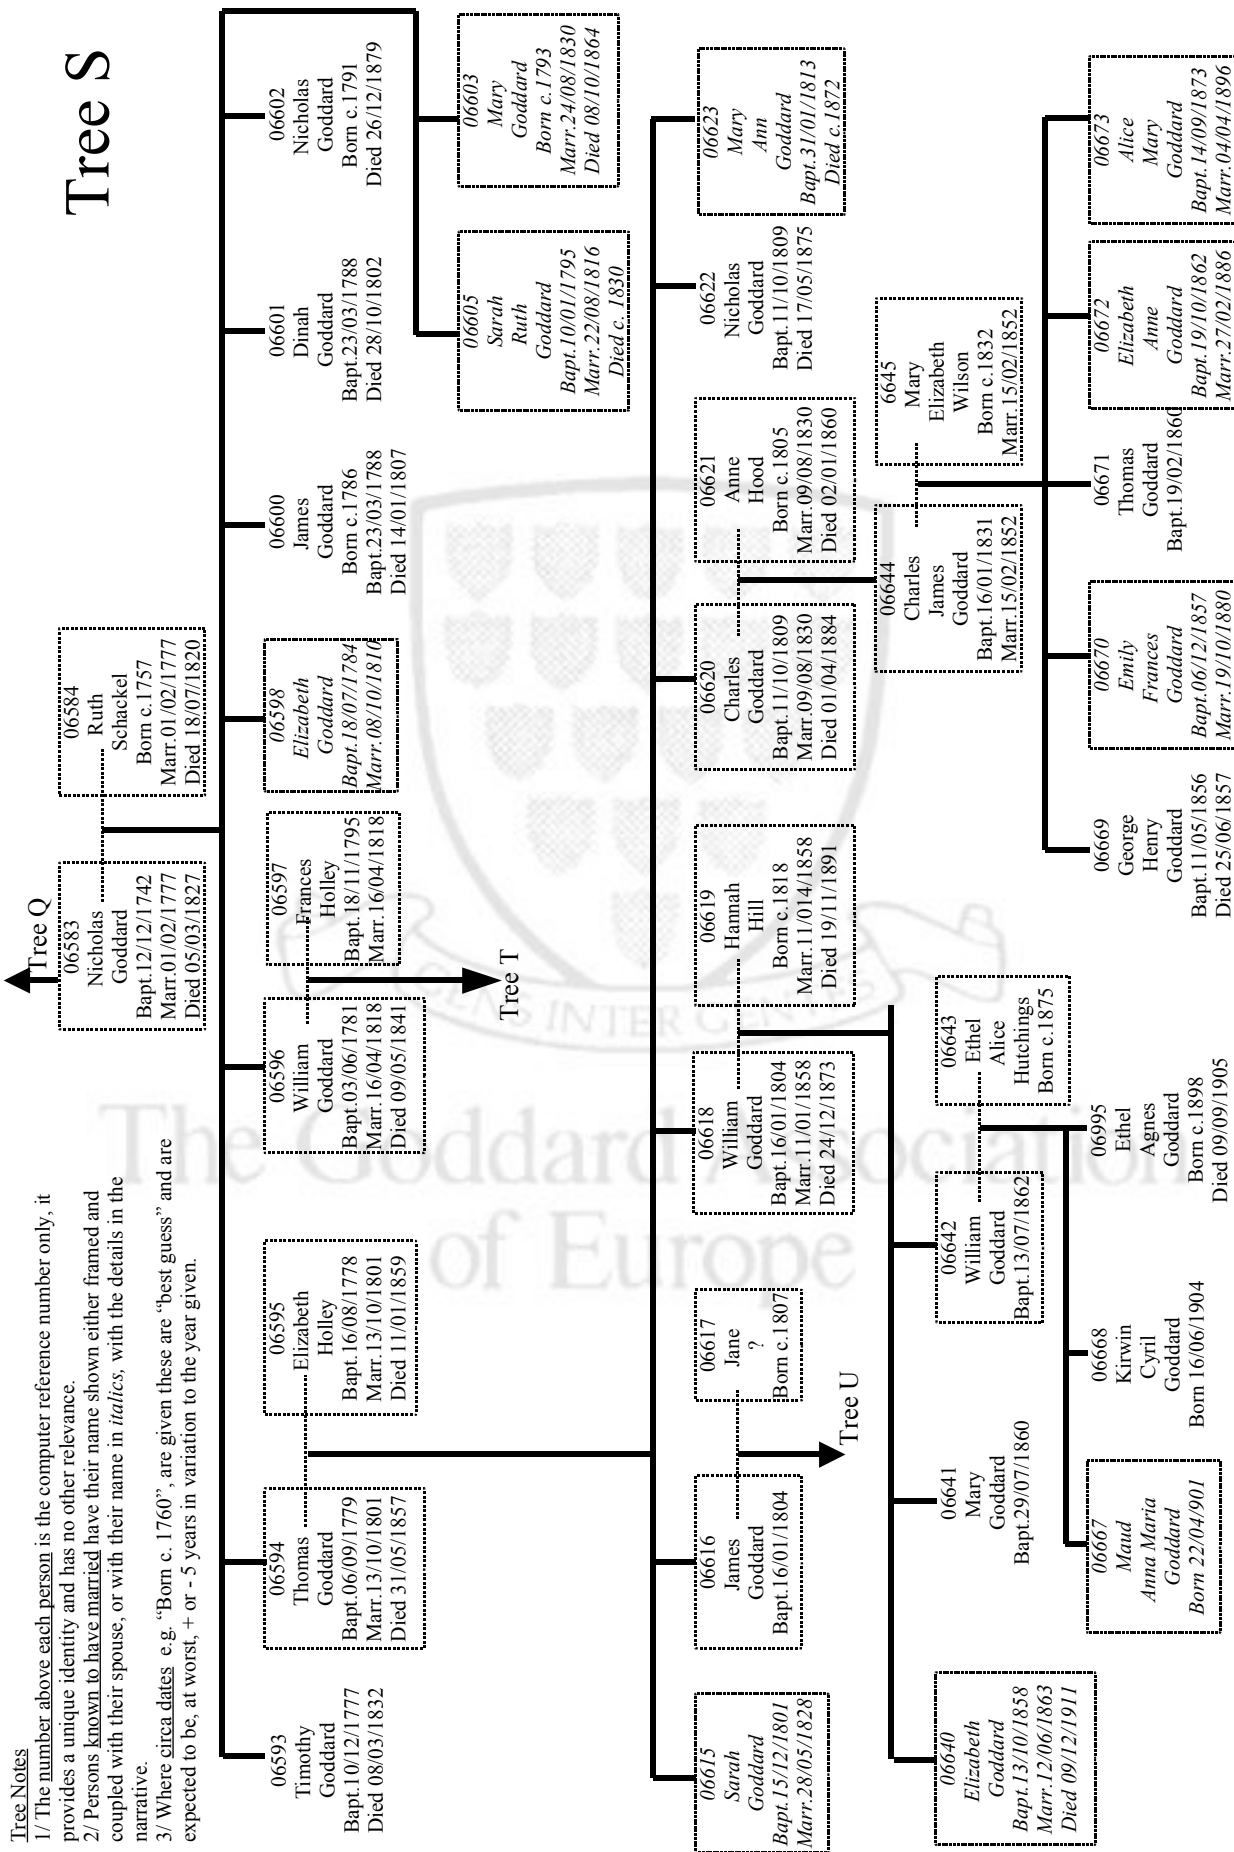 Tree S
Tree Notes
1/ The number above each person is the computer reference number only, it
provides a unique identity and has no other relevance.
2/ Persons known to have married have their name shown either framed and
coupled with their spouse, or with their name in italics, with the details in the
narrative.
3/ Where circa dates e.g. “Born c. 1760”, are given these are “best guess” and are
expected to be, at worst, + or - 5 years in variation to the year given.
Tree Q
06583
Nicholas
Goddard
Bapt.12/12/1742
Marr.01/02/1777
Died 05/03/1827
06584
Ruth
Schackel
Born c.1757
Marr.01/02/1777
Died 18/07/1820
06593
Timothy
Goddard
Bapt.10/12/1777
Died 08/03/1832
06594
Thomas
Goddard
Bapt.06/09/1779
Marr.13/10/1801
Died 31/05/1857
06595
Elizabeth
Holley
Bapt.16/08/1778
Marr.13/10/1801
Died 11/01/1859
06596
William
Goddard
Bapt.03/06/1781
Marr.16/04/1818
Died 09/05/1841
06597
Frances
Holley
Bapt.18/11/1795
Marr.16/04/1818
Tree T
06598
Elizabeth
Goddard
Bapt.18/07/1784
Marr.08/10/1810
06600
James
Goddard
Born c.1786
Bapt.23/03/1788
Died 14/01/1807
06601
Dinah
Goddard
Bapt.23/03/1788
Died 28/10/1802
06602
Nicholas
Goddard
Born c.1791
Died 26/12/1879
06605
Sarah
Ruth
Goddard
Bapt.10/01/1795
Marr.22/08/1816
Died c. 1830
06603
Mary
Goddard
Born c.1793
Marr.24/08/1830
Died 08/10/1864
06615
Sarah
Goddard
Bapt.15/12/1801
Marr.28/05/1828
06616
James
Goddard
Bapt.16/01/1804
06617
Jane
?
Born c.1807
Tree U
06618
William
Goddard
Bapt.16/01/1804
Marr.11/01/1858
Died 24/12/1873
06619
Hannah
Hill
Born c.1818
Marr.11/014/1858
Died 19/11/1891
06620
Charles
Goddard
Bapt.11/10/1809
Marr.09/08/1830
Died 01/04/1884
06621
Anne
Hood
Born c.1805
Marr.09/08/1830
Died 02/01/1860
06622
Nicholas
Goddard
Bapt.11/10/1809
Died 17/05/1875
06623
Mary
Ann
Goddard
Bapt.31/01/1813
Died c.1872
06640
Elizabeth
Goddard
Bapt.13/10/1858
Marr.12/06/1863
Died 09/12/1911
06641
Mary
Goddard
Bapt.29/07/1860
06642
William
Goddard
Bapt.13/07/1862
06643
Ethel
Alice
Hutchings
Born c.1875
06644
Charles
James
Goddard
Bapt.16/01/1831
Marr.15/02/1852
6645
Mary
Elizabeth
Wilson
Born c.1832
Marr.15/02/1852
06667
Maud
Anna Maria
Goddard
Born 22/04/901
06668
Kirwin
Cyril
Goddard
Born 16/06/1904
06995
Ethel
Agnes
Goddard
Born c.1898
Died 09/09/1905
06669
George
Henry
Goddard
Bapt.11/05/1856
Died 25/06/1857
06670
Emily
Frances
Goddard
Bapt.06/12/1857
Marr.19/10/1880
06671
Thomas
Goddard
Bapt.19/02/1860
06672
Elizabeth
Anne
Goddard
Bapt.19/10/1862
Marr.27/02/1886
06673
Alice
Mary
Goddard
Bapt.14/09/1873
Marr.04/04/1896
GENS INTER GENTES
The Goddard Association
of Europe